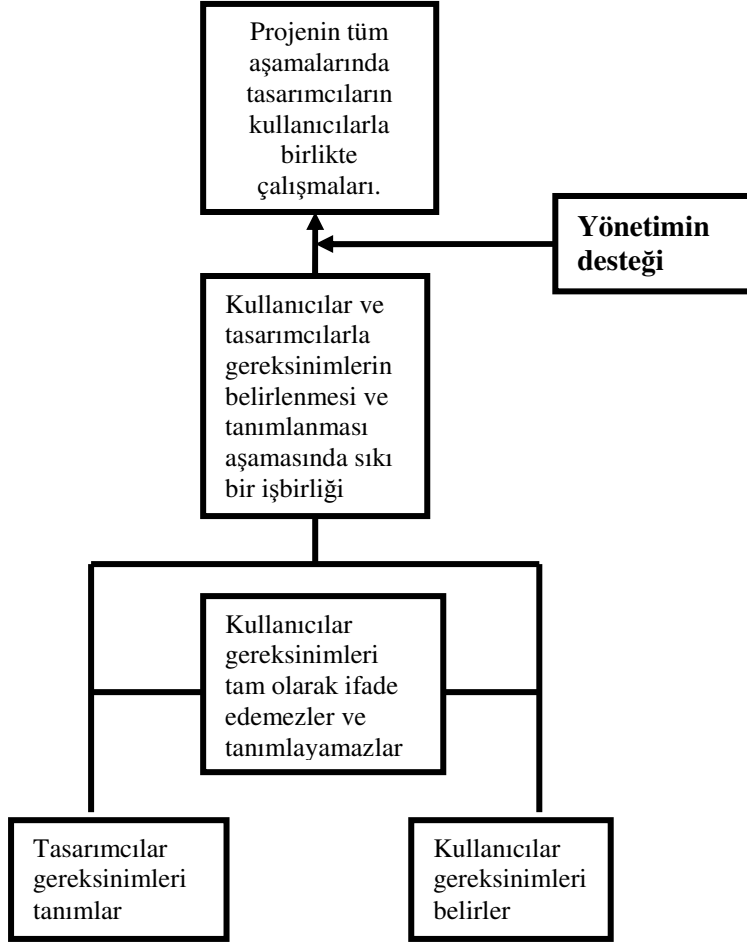 Projenin tüm
aşamalarında
tasarımcıların
kullanıcılarla
birlikte
çalışmaları.
Yönetimin
desteği
Kullanıcılar ve
tasarımcılarla
gereksinimlerin
belirlenmesi ve
tanımlanması
aşamasında sıkı
bir işbirliği
Kullanıcılar
gereksinimleri
tam olarak ifade
edemezler ve
tanımlayamazlar
Tasarımcılar
gereksinimleri
tanımlar
Kullanıcılar
gereksinimleri
belirler